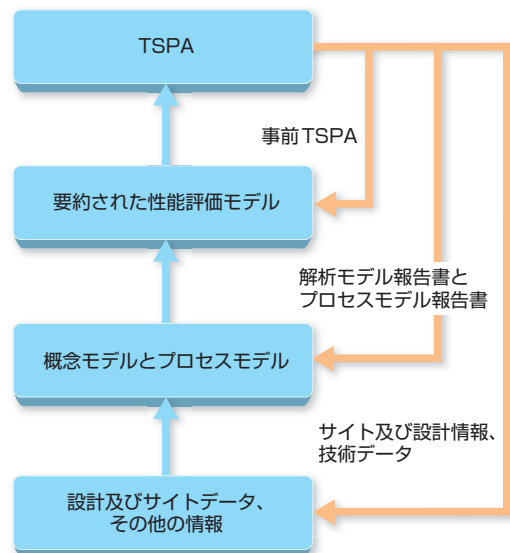 TSPA
事前TSPA
要約された性能評価モデル
解析モデル報告書と
プロセスモデル報告書
概念モデルとプロセスモデル
サイト及び設計情報、
技術データ
設計及びサイトデータ、
その他の情報